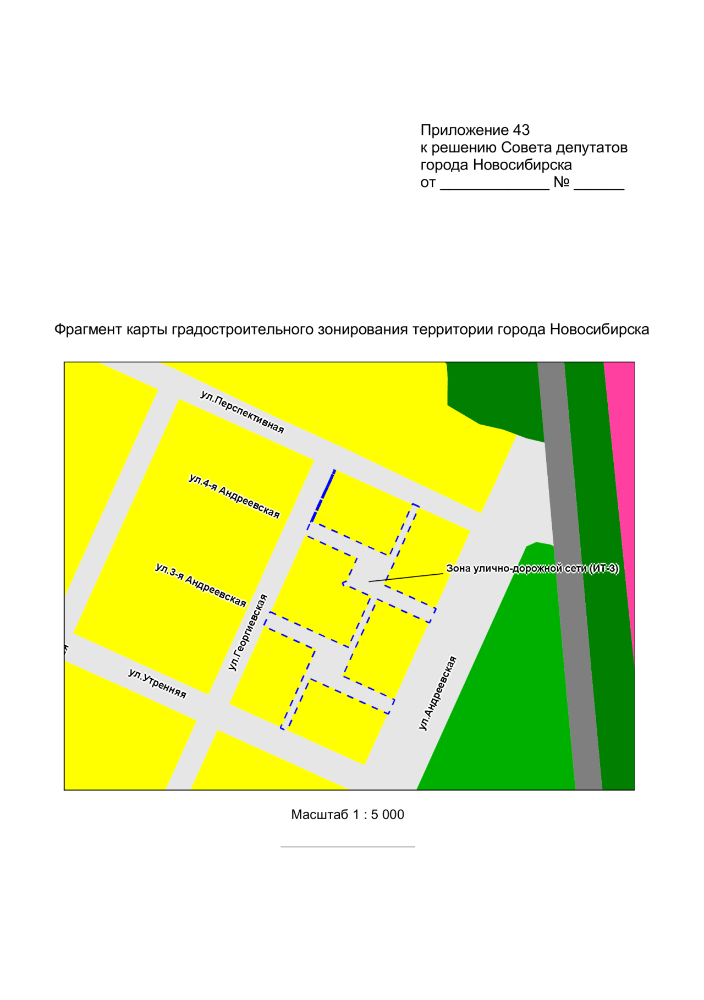 Приложение 43
к решению Совета депутатов
города Новосибирска
от _____________ № ______
Фрагмент карты градостроительного зонирования территории города Новосибирска
ул.Перспективная
ул.4-я Андреевская
ул.3-я Андреевская
Зона улично-дорожной сети (ИТ-3)
ул.Георгиевская
я
ул.Утренняя
ул.Андреевская
Масштаб 1 : 5 000